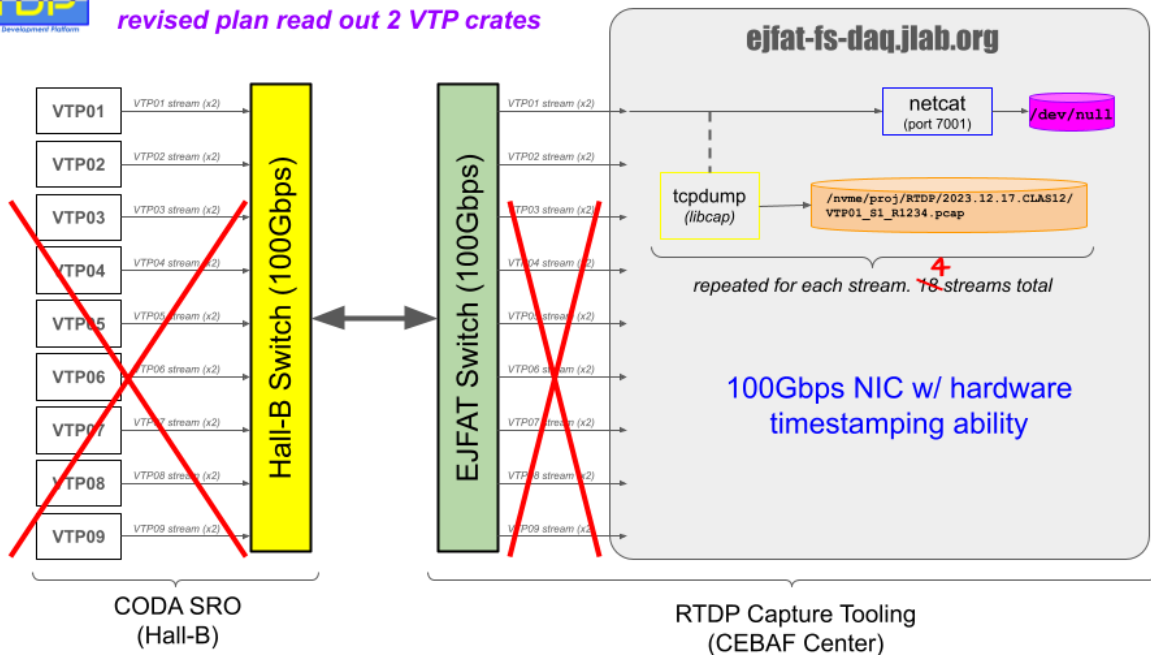 RTDP
Development Platform
revised plan read out 2 VTP crates
ejfat-fs-daq.jlab.org
VTP01
VTP02
VTP03
VTP04
VTP05
VTP06
VTP07
VTP08
VTP09
VTP01 stream (x2)
VTP02 stream (x2)
VTP03 stream (x2)
VTP04 stream (x2)
VTP05 stream (x2)
VTP06 stream (x2)
VTP07 stream (x2)
VTP08 stream (x2)
VTP09 stream (x2)
Hall-B Switch (100Gbps)
EJFAT Switch (100Gbps)
VTP01 stream (x2)
VTP02 stream (x2)
VTP03 stream (x2)
VTP04 stream (x2)
VTP05 stream (x2)
VTP06 stream (x2)
VTP07 stream (x2)
VTP08 stream (x2)
VTP09 stream (x2)
netcat
(port 7001)
/dev/null
tcpdump
(libcap)
/nvme/proj/RTDP/2023.12.17.CLAS12/
VTP01_S1_R1234.pcap
4
repeated for each stream. 18 streams total
100Gbps NIC w/ hardware
timestamping ability
CODA SRO
(Hall-B)
RTDP Capture Tooling
(CEBAF Center)